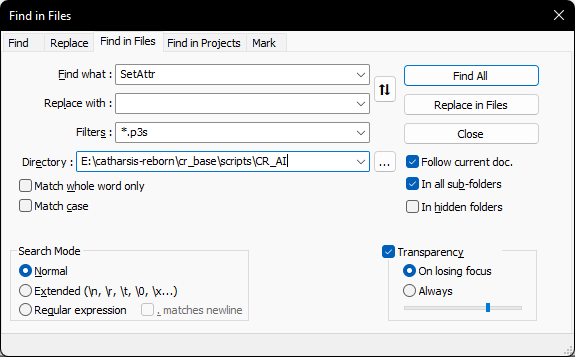 Find in Files
Find Replace Find in Files Find in Projects Mark
Find what : SetAttr
Find All
Replace with :
Replace in Files
Filters : *.p3s
Close
Directory : E:\catharsis-reborn\cr_base\scripts\CR_AI
...
Follow current doc.
Match whole word only
In all sub-folders
Match case
In hidden folders
Search Mode
Transparency
Normal
On losing focus
Extended (\n, \r, \t, \0, \x...)
Always
Regular expression
. matches newline